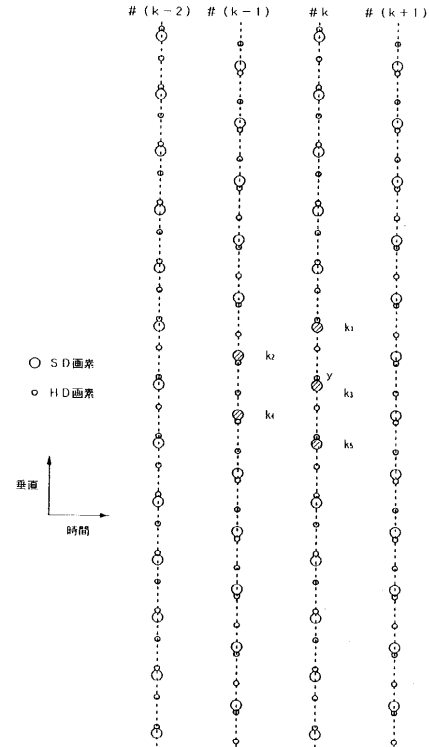 # (k-2) # (k-1) # k # (k+1)
k₁
k₂
y
k₃
k₄
k₅
○ SD画素
○ HD画素
垂直
時間